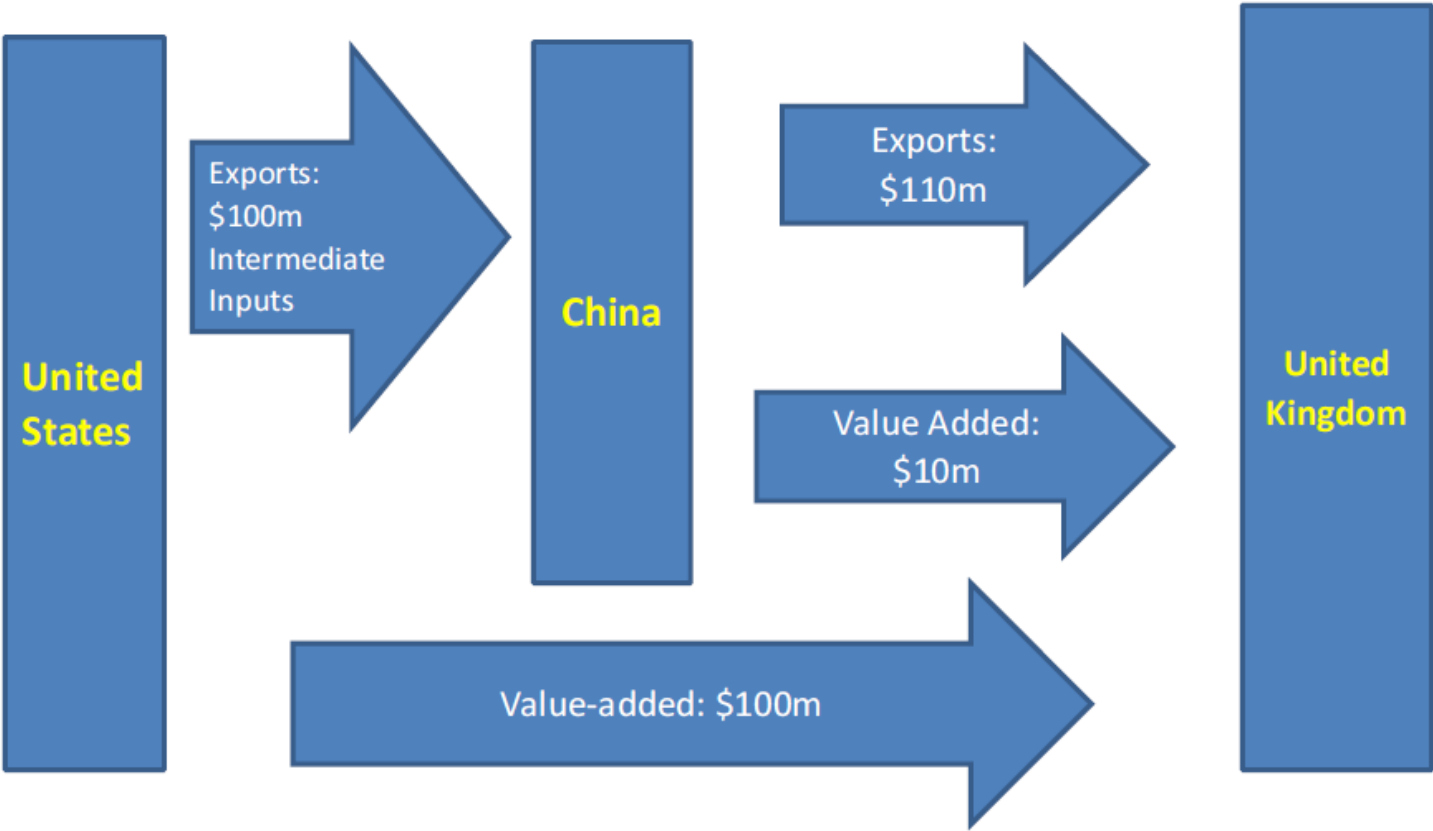 United
States
Exports:
$100m
Intermediate
Inputs
China
Exports:
$110m
Value Added:
$10m
Value-added: $100m
United
Kingdom